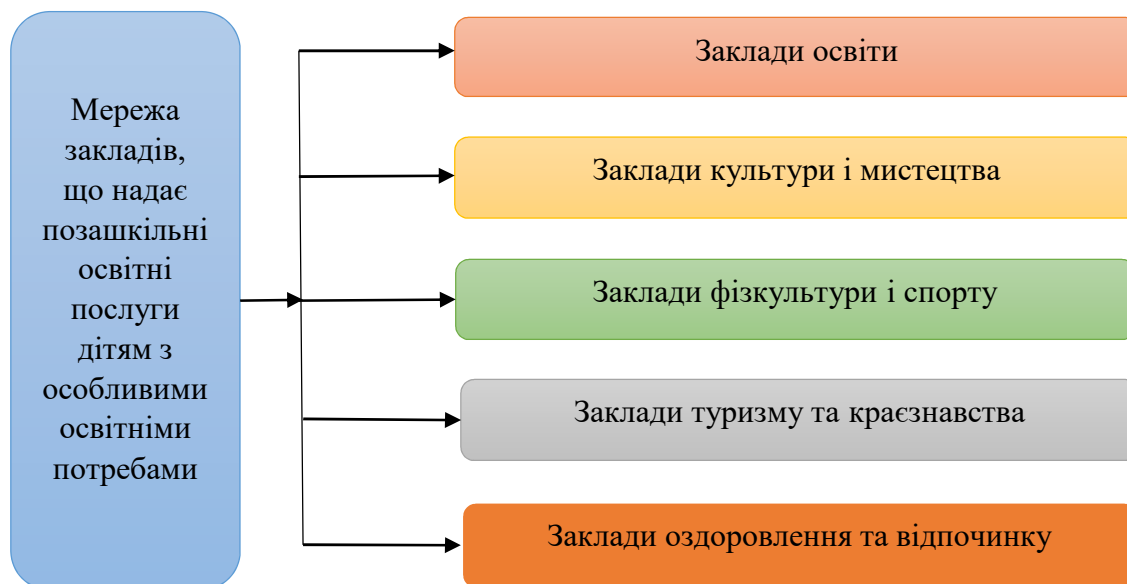 Мережа
закладів,
що надає
позашкільні
освітні
послуги
дітям з
особливими
освітніми
потребами
Заклади освіти
Заклади культури і мистецтва
Заклади фізкультури і спорту
Заклади туризму та краєзнавства
Заклади оздоровлення та відпочинку